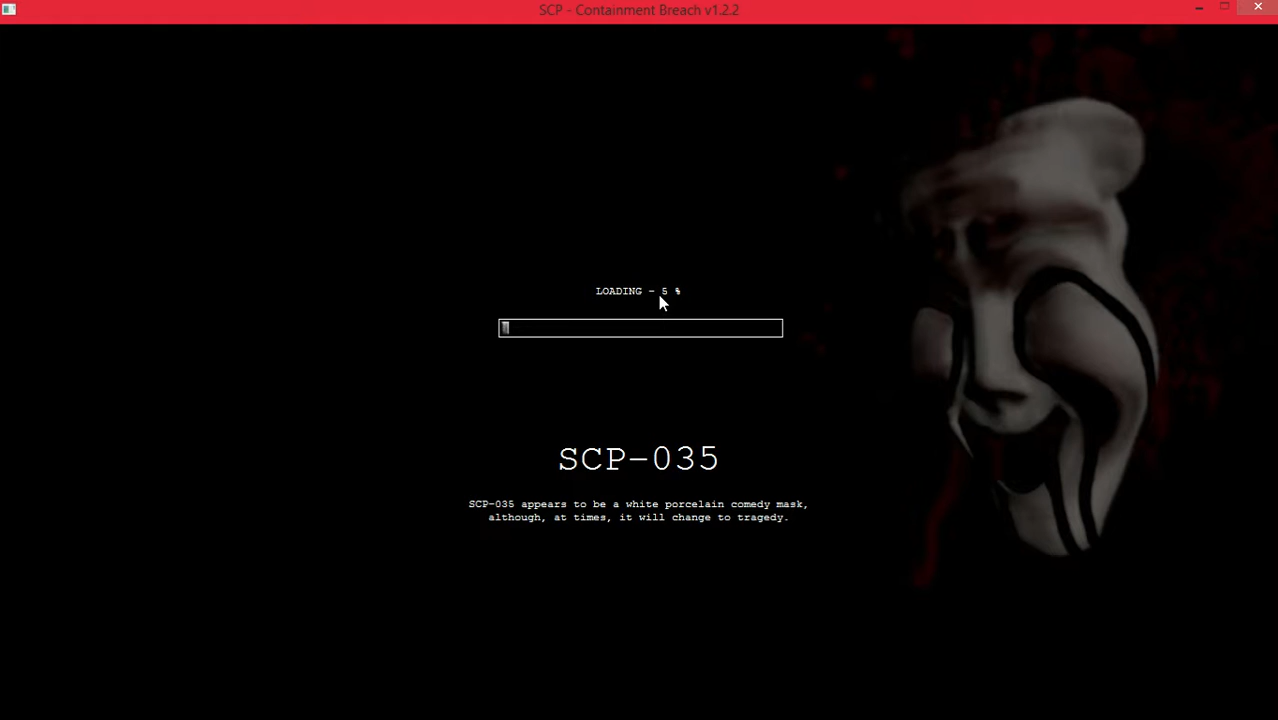 SCP - Containment Breach v1.2.2
LOADING - 5 %
SCP-035
SCP-035 appears to be a white porcelain comedy mask,
although, at times, it will change to tragedy.